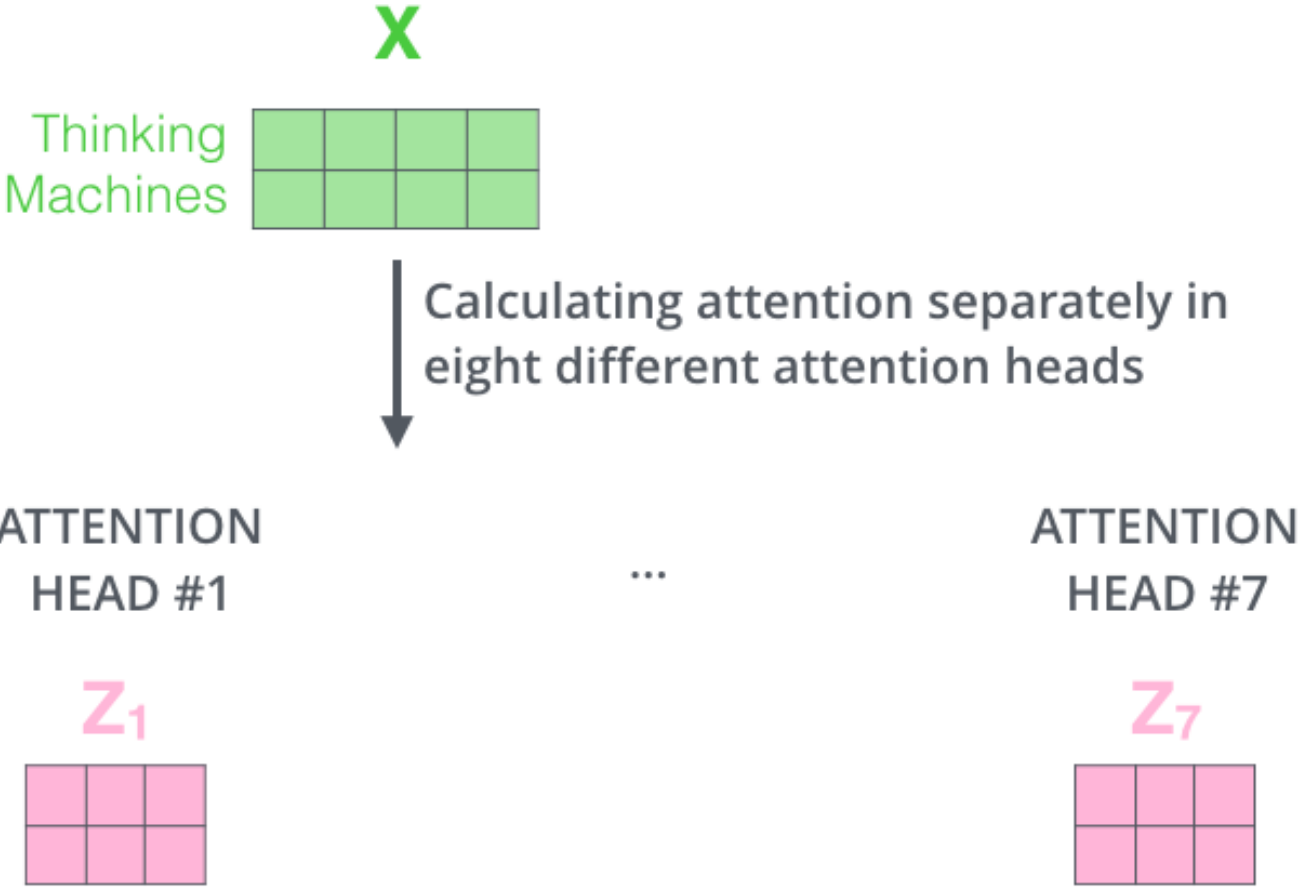 X
Thinking
Machines
Calculating attention separately in
eight different attention heads
ATTENTION
HEAD #1
...
ATTENTION
HEAD #7
Z1
Z7